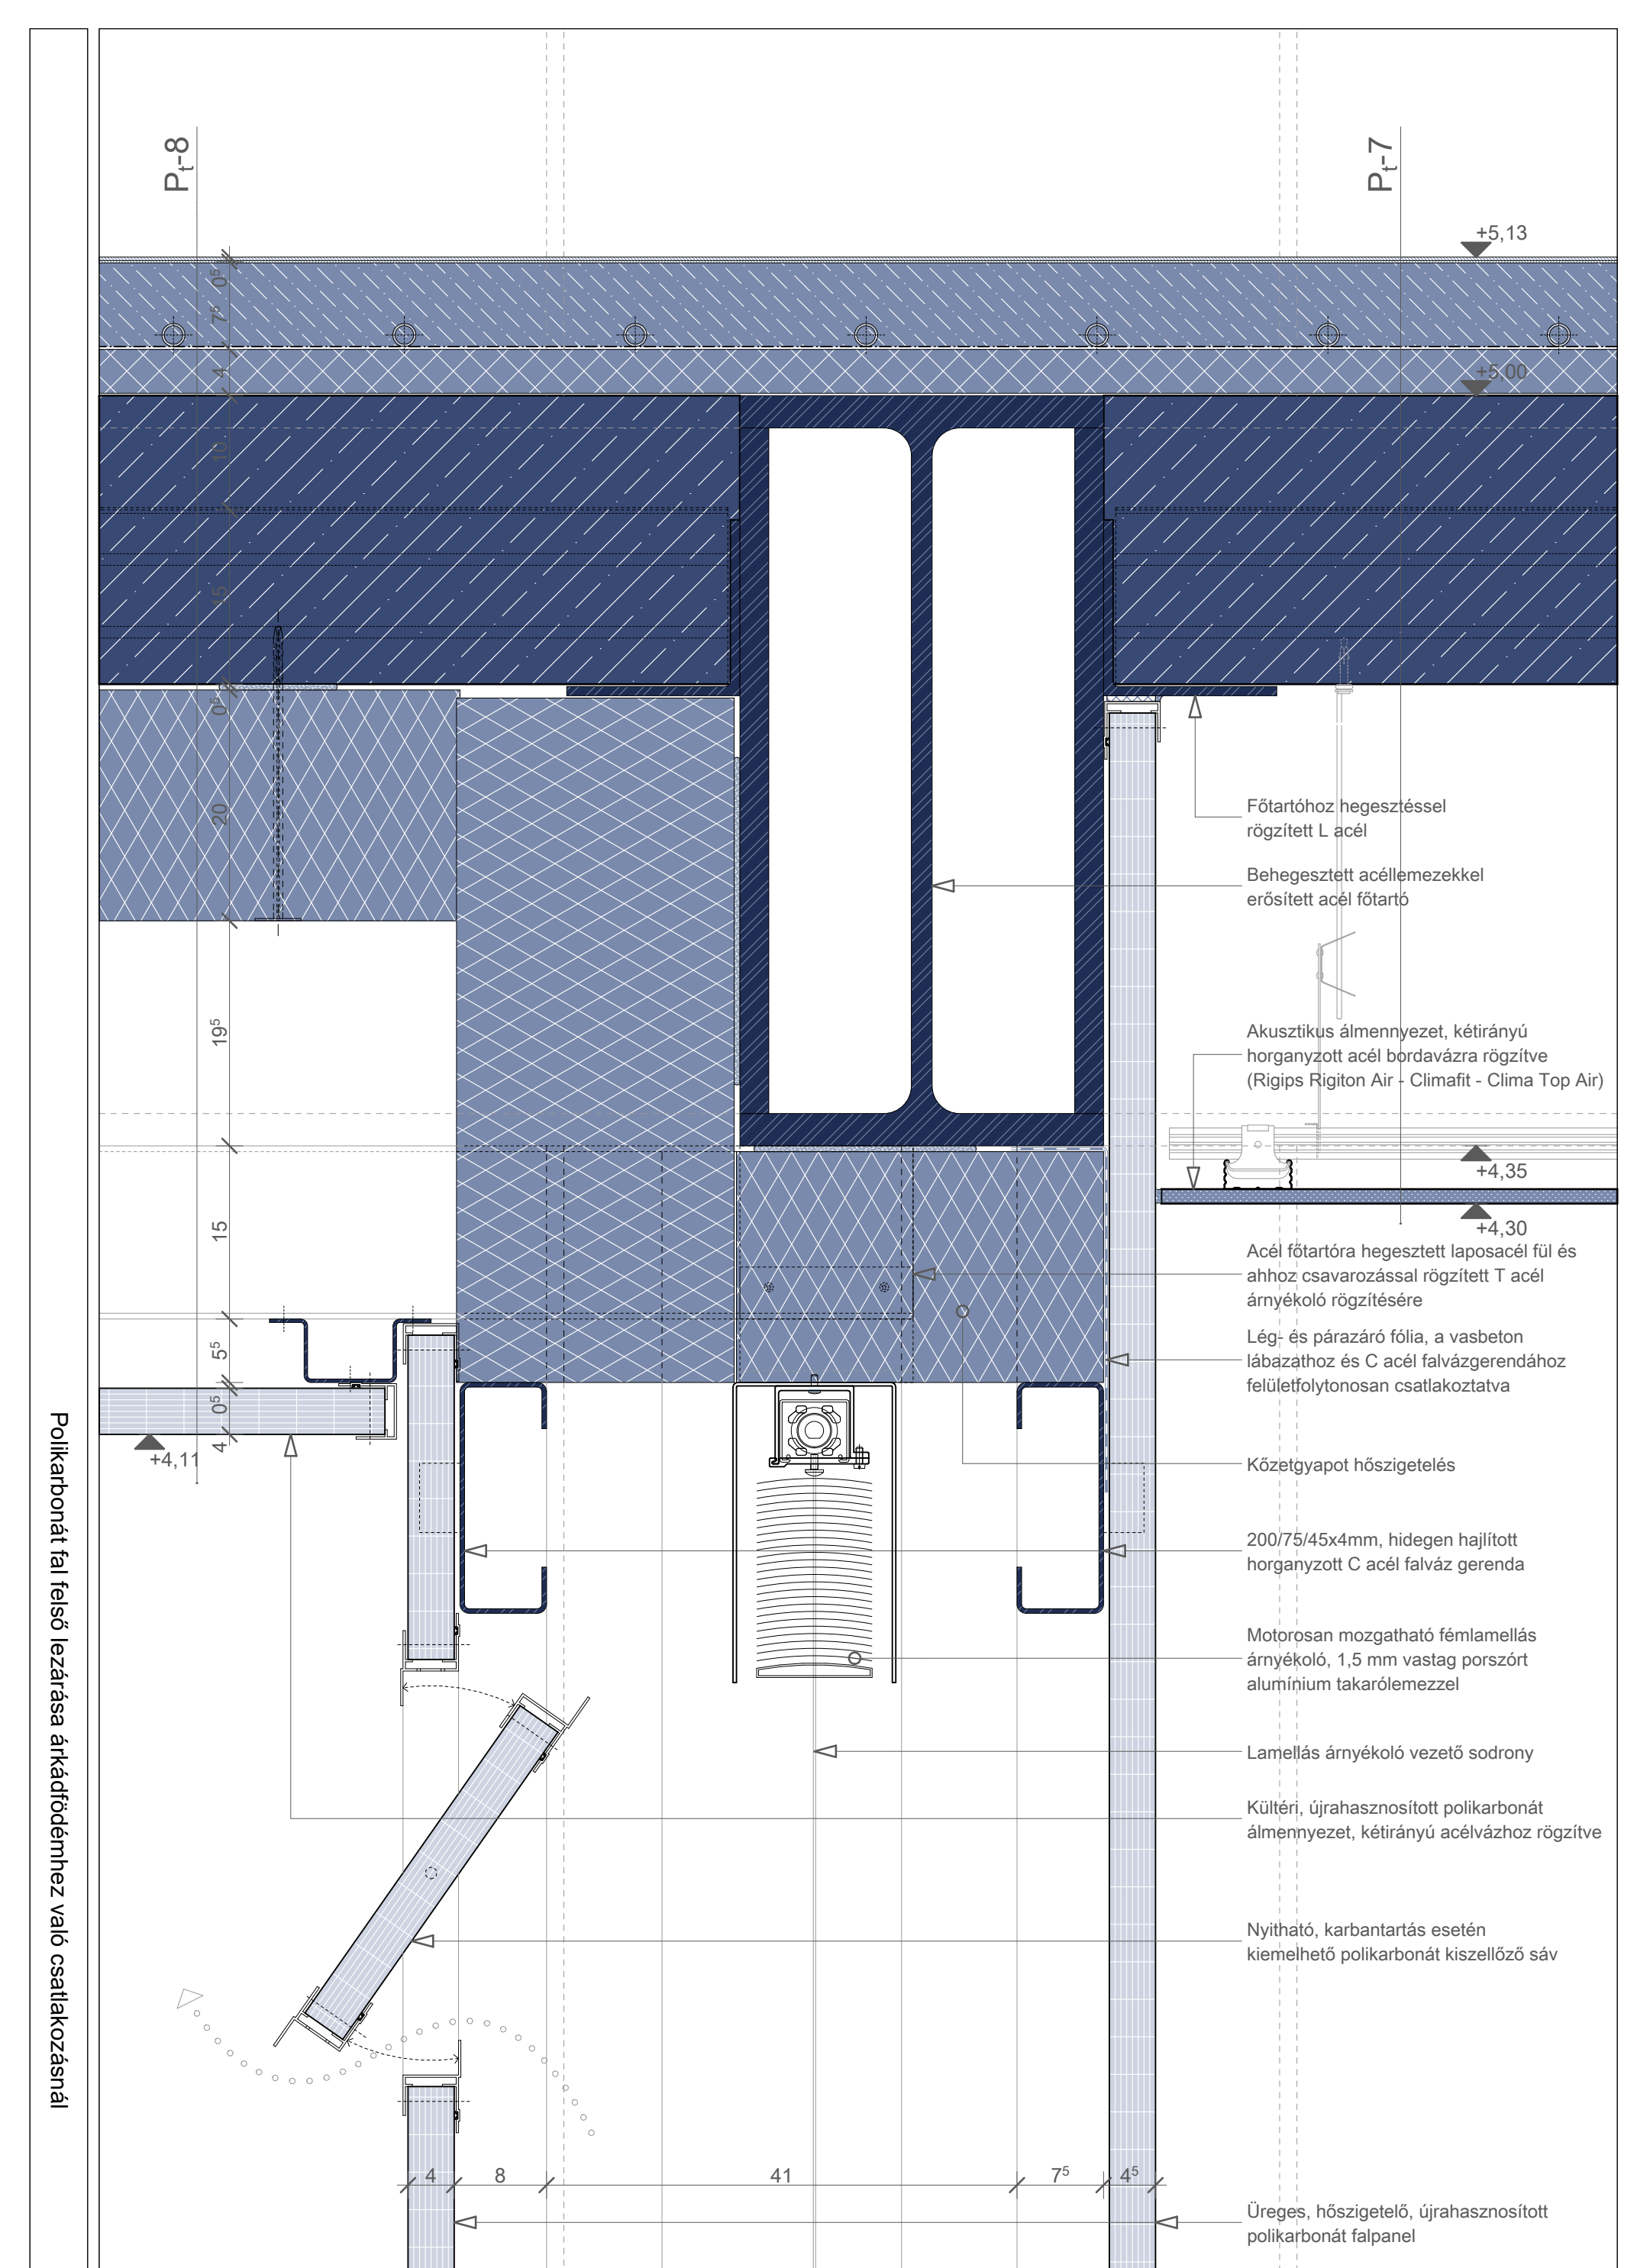 P​t-8
Pt-7
+5,13
0⁵
7⁵
4
+5,00
10
15
0⁵
20
Főtartóhoz hegesztéssel
rögzített L acél
Behegesztett acéllemezekkel
erősített acél főtartó
19⁵
Akusztikus álmennyezet, kétirányú
horganyzott acél bordavázra rögzítve
(Rigips Rigiton Air - Climafit - Clima Top Air)
+4,35
15
+4,30
Acél főtartóra hegesztett laposacél fül és
ahhoz csavarozással rögzített T acél
árnyékoló rögzítésére
Lég- és párazáró fólia, a vasbeton
lábazathoz és C acél falvázgerendához
felületfolytonosan csatlakoztatva
5⁵
0⁵
4
+4,11
Kőzetgyapot hőszigetelés
200/75/45x4mm, hidegen hajlított
horganyzott C acél falváz gerenda
Motorosan mozgatható fémlamellás
árnyékoló, 1,5 mm vastag porszórt
alumínium takarólemezzel
Lamellás árnyékoló vezető sodrony
Kültéri, újrahasznosított polikarbonát
álmennyezet, kétirányú acélvázhoz rögzítve
Nyitható, karbantartás esetén
kiemelhető polikarbonát kiszellőző sáv
4 8 41 7⁵ 4⁵
Üreges, hőszigetelő, újrahasznosított
polikarbonát falpanel
Polikarbonát fal felső lezárása árkádfödémhez való csatlakozásnál